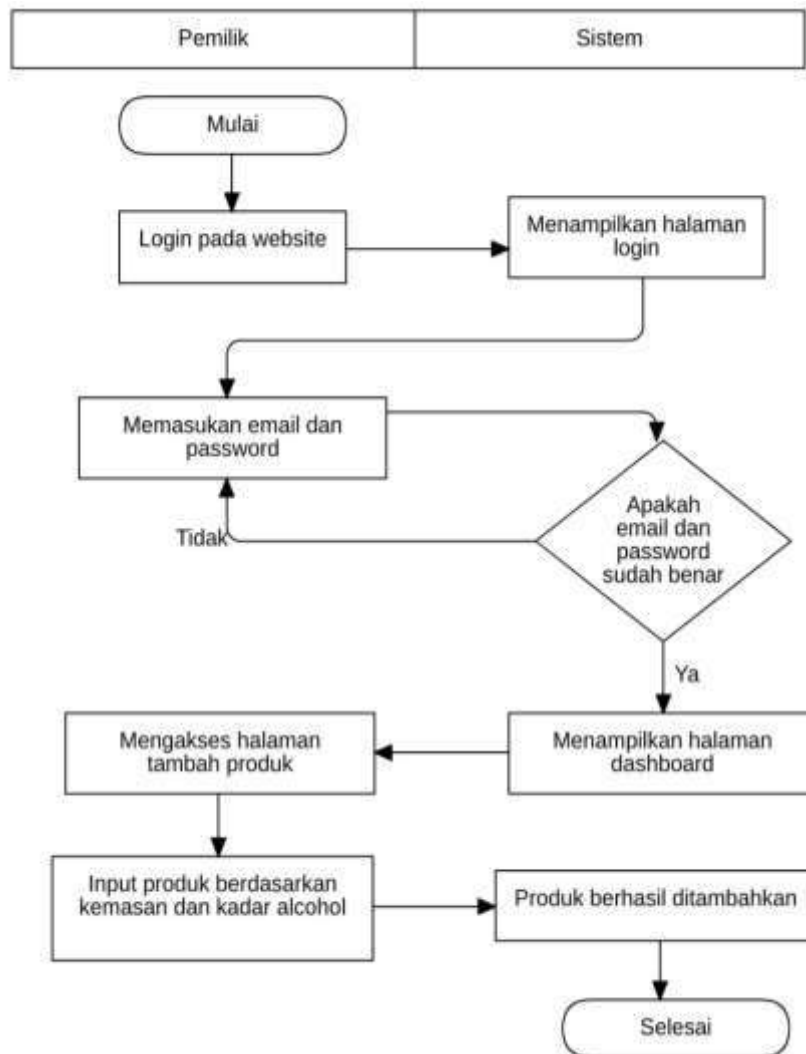 Pemilik
Sistem
Mulai
Login pada website
Menampilkan halaman
login
Memasukan email dan
password
Apakah
email dan
password
sudah benar
Tidak
Ya
Menampilkan halaman
dashboard
Mengakses halaman
tambah produk
Input produk berdasarkan
kemasan dan kadar alcohol
Produk berhasil ditambahkan
Selesai